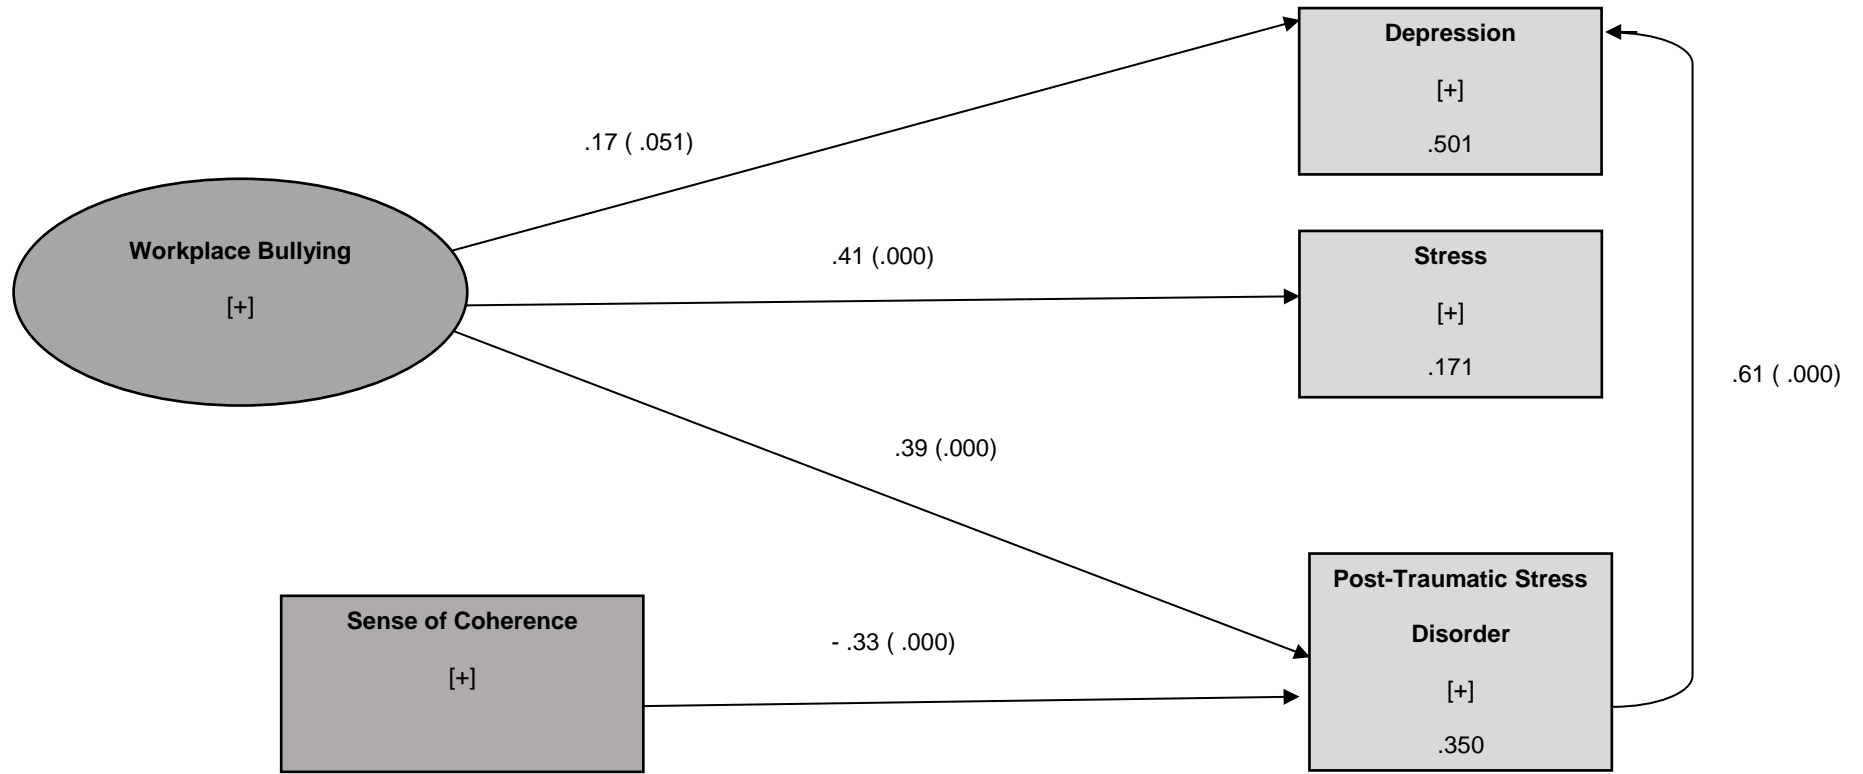 Depression
[+]
.501
.17 ( .051)
Workplace Bullying
[+]
.41 (.000)
Stress
[+]
.171
.61 ( .000)
.39 (.000)
Sense of Coherence
[+]
- .33 ( .000)
Post-Traumatic Stress
Disorder
[+]
.350